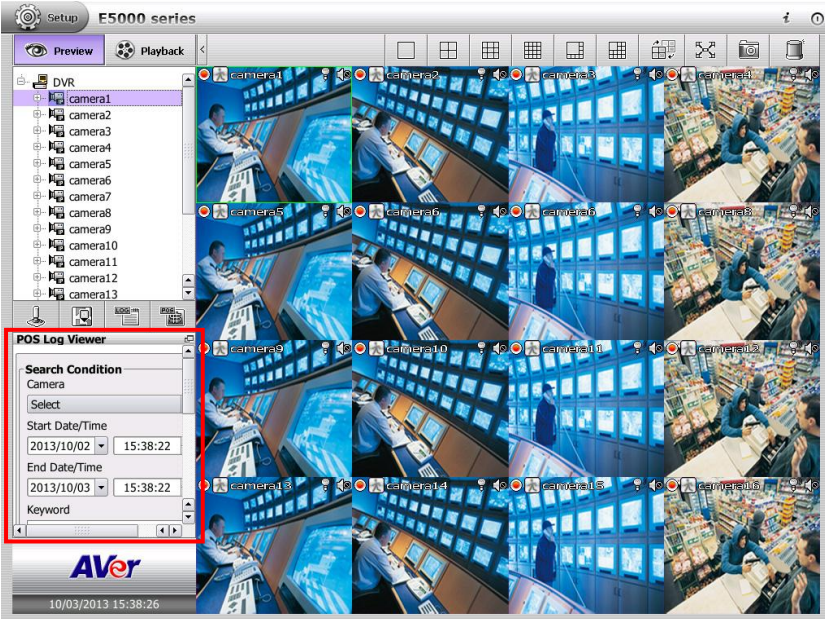 Setup E5000 series i
Preview Playback <
DVR
camera1
camera2
camera3
camera4
camera5
camera6
camera7
camera8
camera9
camera10
camera11
camera12
camera13
LOG POS
POS Log Viewer
Search Condition
Camera
Select
Start Date/Time
2013/10/02 15:38:22
End Date/Time
2013/10/03 15:38:22
Keyword
AVer
10/03/2013 15:38:26
camera1 camera2 camera3 camera4
camera5 camera6 camera6 camera8
camera9 camera10 camera11 camera12
camera13 camera14 camera15 camera16